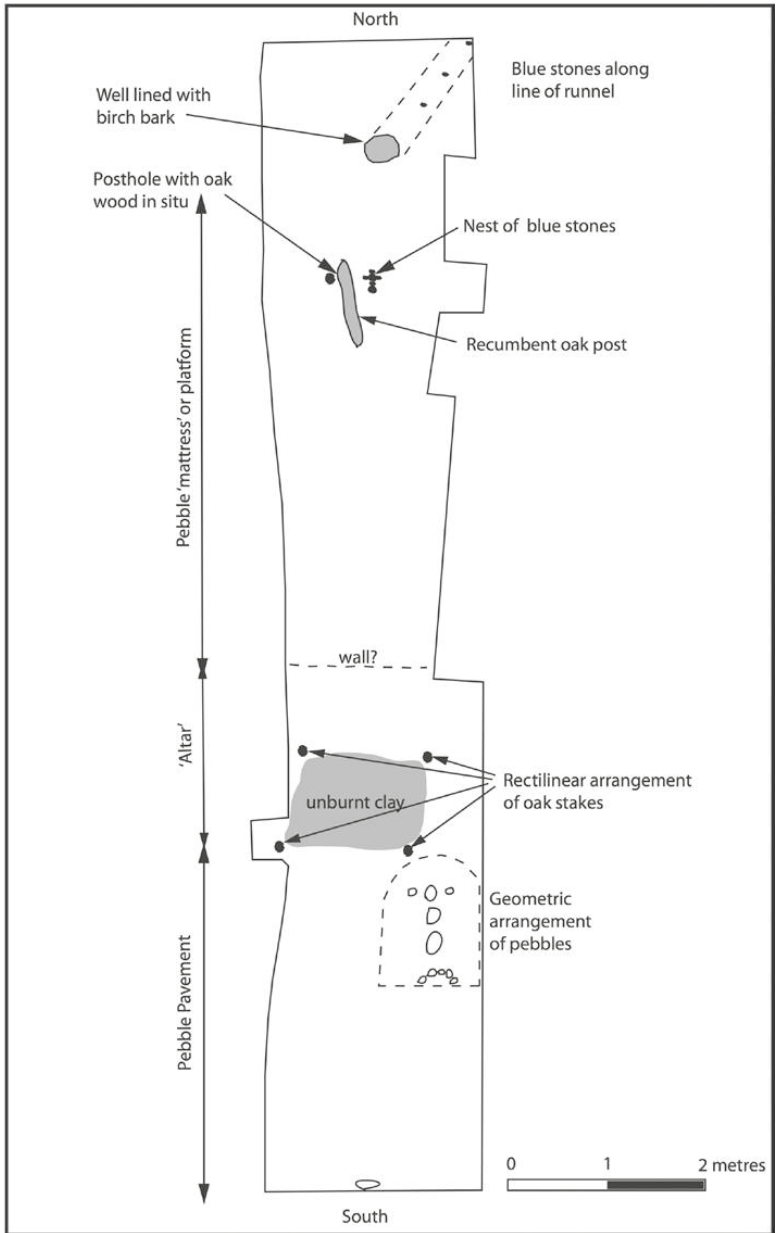 North
Blue stones along
line of runnel
Well lined with
birch bark
Posthole with oak
wood in situ
Nest of blue stones
Recumbent oak post
Pebble 'mattress' or platform
wall?
'Altar'
unburnt clay
Rectilinear arrangement
of oak stakes
Geometric
arrangement
of pebbles
Pebble Pavement
0 1 2 metres
South